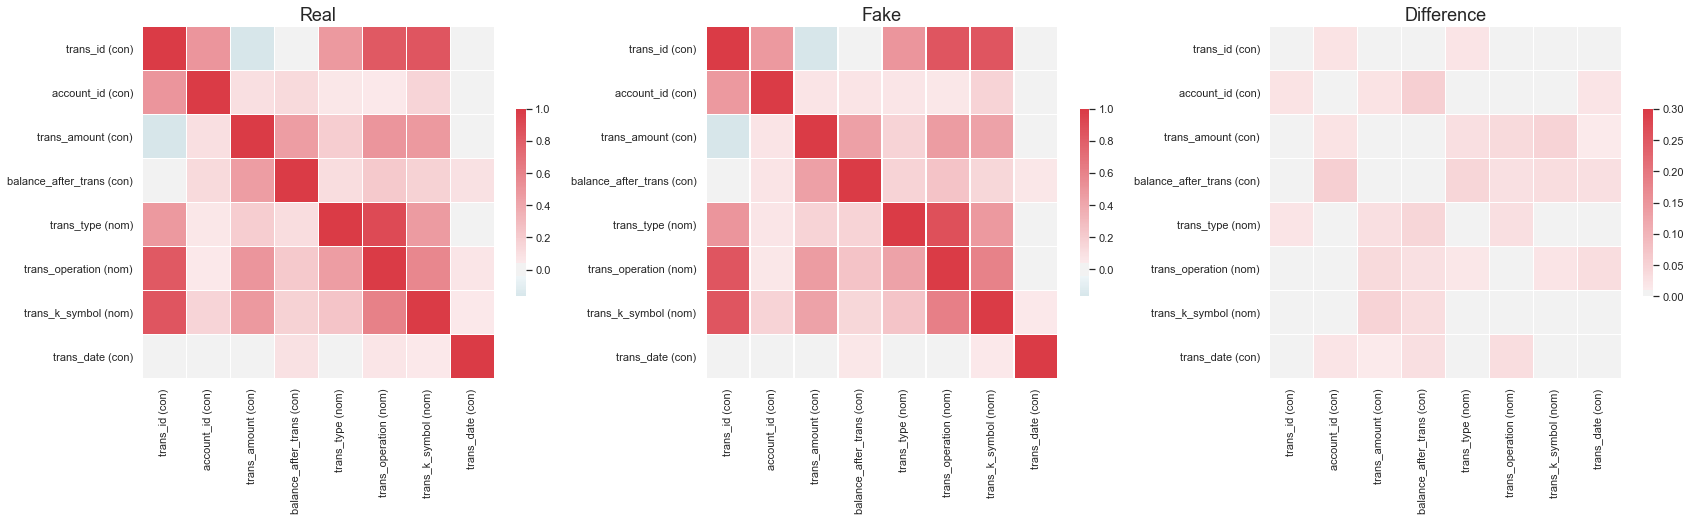 Real
trans_id (con)
account_id (con)
trans_amount (con)
balance_after_trans (con)
trans_type (nom)
trans_operation (nom)
trans_k_symbol (nom)
trans_date (con)
trans_id (con)
account_id (con)
trans_amount (con)
balance_after_trans (con)
trans_type (nom)
trans_operation (nom)
trans_k_symbol (nom)
trans_date (con)
1.0
0.8
0.6
0.4
0.2
0.0
Fake
trans_id (con)
account_id (con)
trans_amount (con)
balance_after_trans (con)
trans_type (nom)
trans_operation (nom)
trans_k_symbol (nom)
trans_date (con)
trans_id (con)
account_id (con)
trans_amount (con)
balance_after_trans (con)
trans_type (nom)
trans_operation (nom)
trans_k_symbol (nom)
trans_date (con)
1.0
0.8
0.6
0.4
0.2
0.0
Difference
trans_id (con)
account_id (con)
trans_amount (con)
balance_after_trans (con)
trans_type (nom)
trans_operation (nom)
trans_k_symbol (nom)
trans_date (con)
trans_id (con)
account_id (con)
trans_amount (con)
balance_after_trans (con)
trans_type (nom)
trans_operation (nom)
trans_k_symbol (nom)
trans_date (con)
0.30
0.25
0.20
0.15
0.10
0.05
0.00